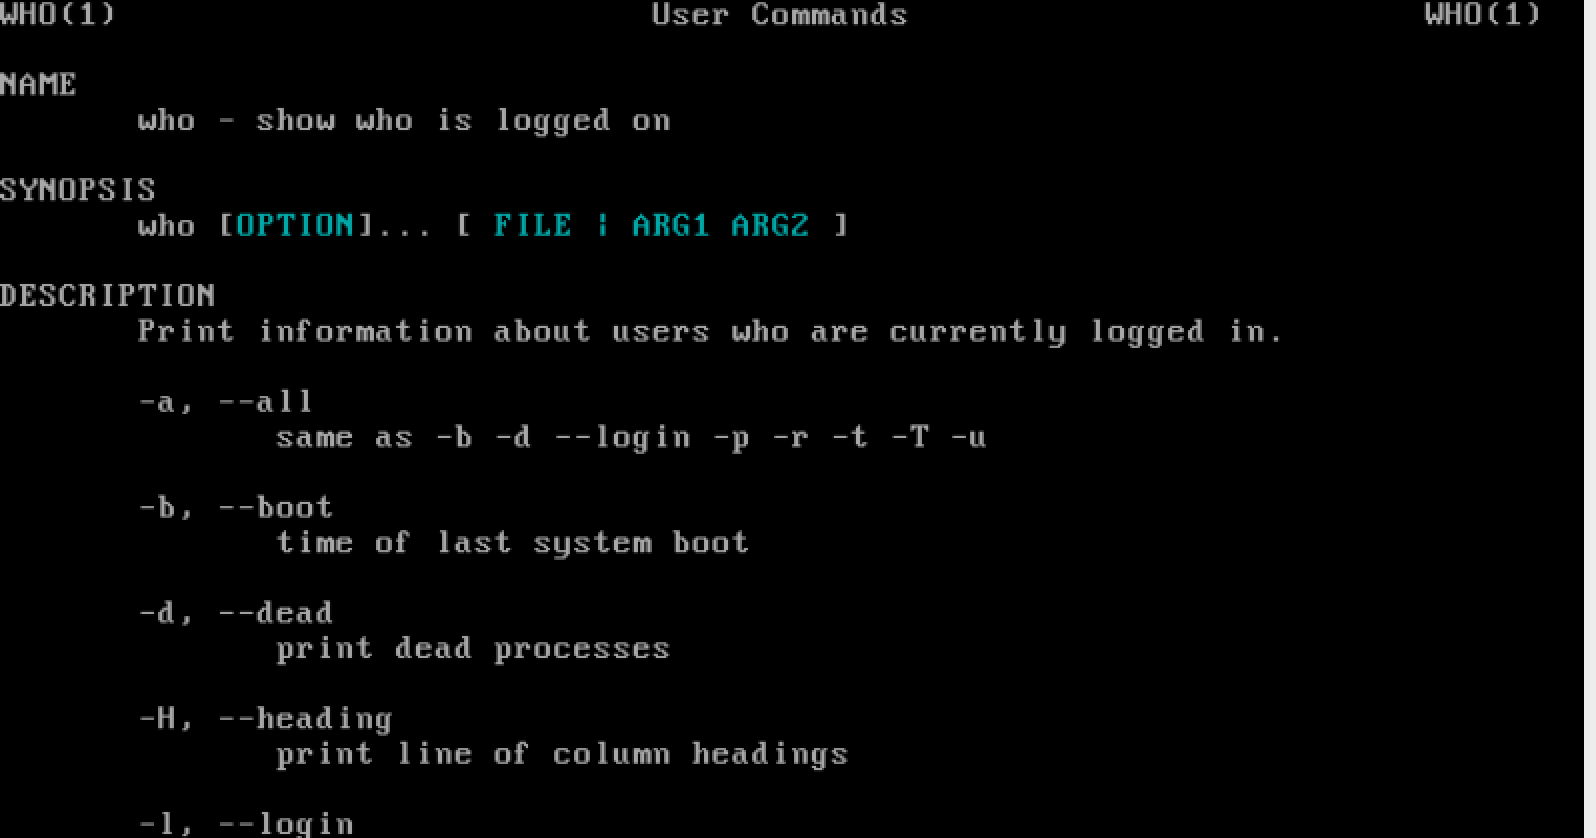 WHO(1) User Commands WHO(1)
NAME
who - show who is logged on
SYNOPSIS
who [OPTION]... [ FILE | ARG1 ARG2 ]
DESCRIPTION
Print information about users who are currently logged in.
-a, --all
same as -b -d --login -p -r -t -T -u
-b, --boot
time of last system boot
-d, --dead
print dead processes
-H, --heading
print line of column headings
-l, --login